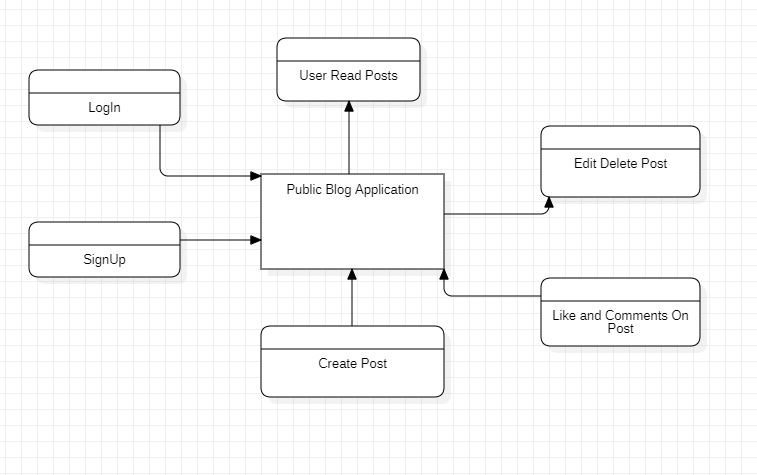 User Read Posts
LogIn
Edit Delete Post
Public Blog Application
SignUp
Like and Comments On
Post
Create Post